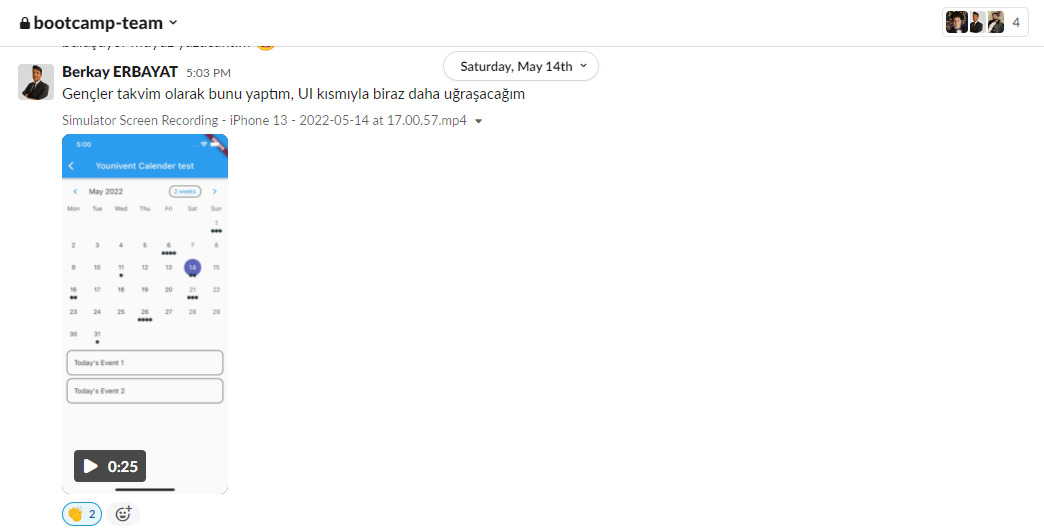 bootcamp-team
4
Saturday, May 14th
Berkay ERBAYAT 5:03 PM
Gençler takvim olarak bunu yaptım, UI kısmıyla biraz daha uğraşacağım
Simulator Screen Recording - iPhone 13 - 2022-05-14 at 17.00.57.mp4
5:00
Younivent Calender test
May 2022 2 weeks
Mon Tue Wed Thu Fri Sat Sun
1
2 3 4 5 6 7 8
9 10 11 12 13 14 15
16 17 18 19 20 21 22
23 24 25 26 27 28 29
30 31
Today's Event 1
Today's Event 2
0:25
2